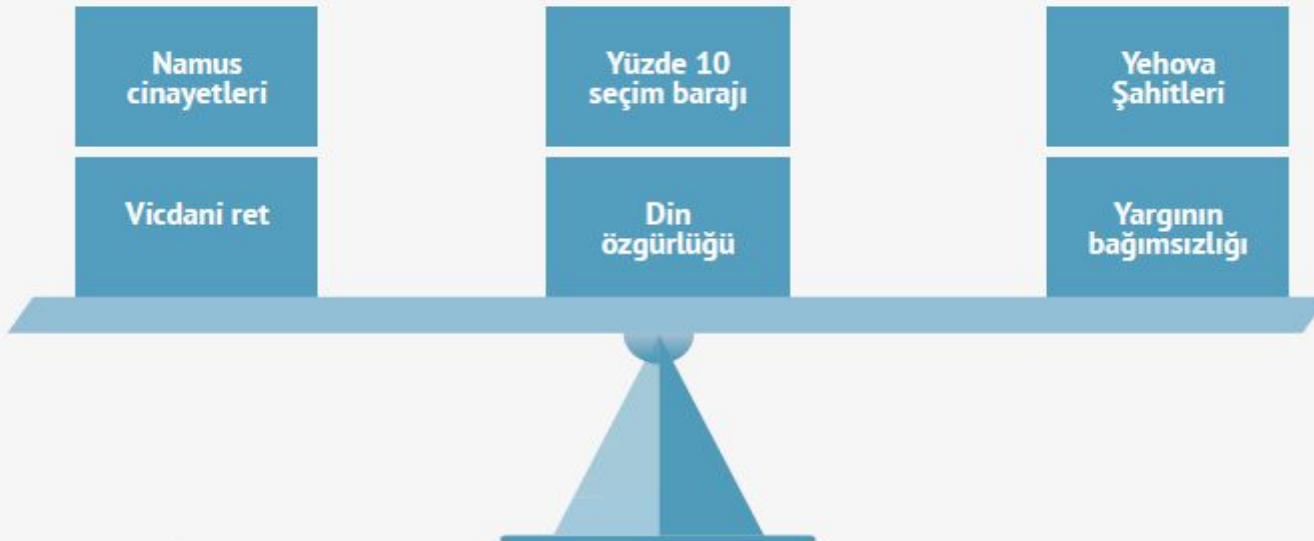 Namus
cinayetleri
Yüzde 10
seçim barajı
Yehova
Şahitleri
Vicdani ret
Din
özgürlüğü
Yargının
bağımsızlığı